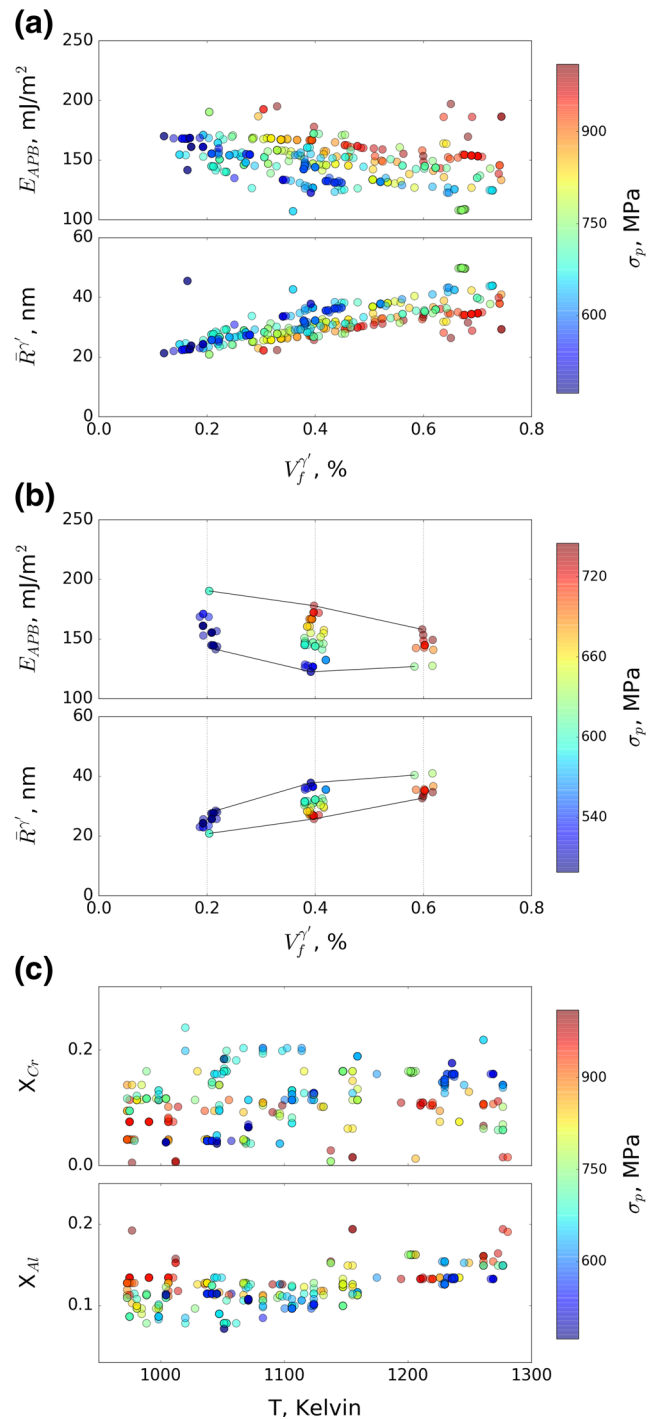 (a)
250
200
150
100
E_APB, mJ/m²
60
40
20
0
R̄^γ′, nm
0.0 0.2 0.4 0.6 0.8
V_f^γ′, %
900
750
600
σ_p, MPa
(b)
250
200
150
100
E_APB, mJ/m²
60
40
20
0
R̄^γ′, nm
0.0 0.2 0.4 0.6 0.8
V_f^γ′, %
720
660
600
540
σ_p, MPa
(c)
0.2
0.0
X_Cr
0.2
0.1
X_Al
1000 1100 1200 1300
T, Kelvin
900
750
600
σ_p, MPa